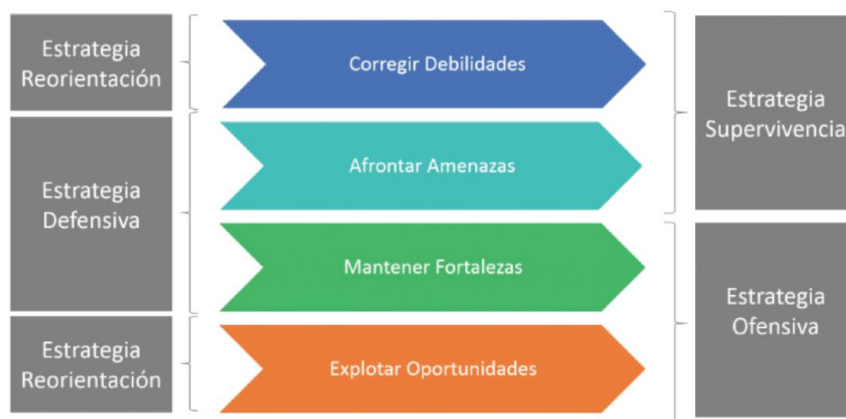 Estrategia
Reorientación
Corregir Debilidades
Estrategia
Supervivencia
Afrontar Amenazas
Estrategia
Defensiva
Mantener Fortalezas
Estrategia
Ofensiva
Estrategia
Reorientación
Explotar Oportunidades